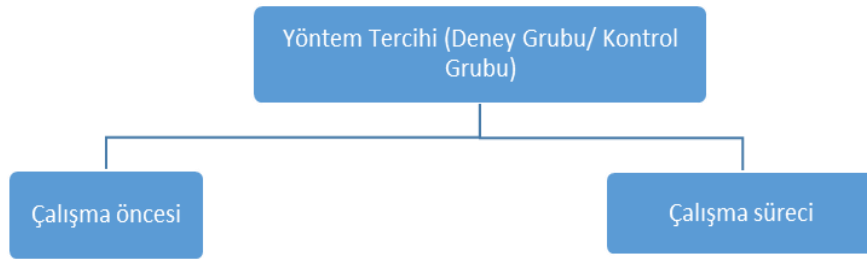 Yöntem Tercihi (Deney Grubu/ Kontrol
Grubu)
Çalışma öncesi
Çalışma süreci